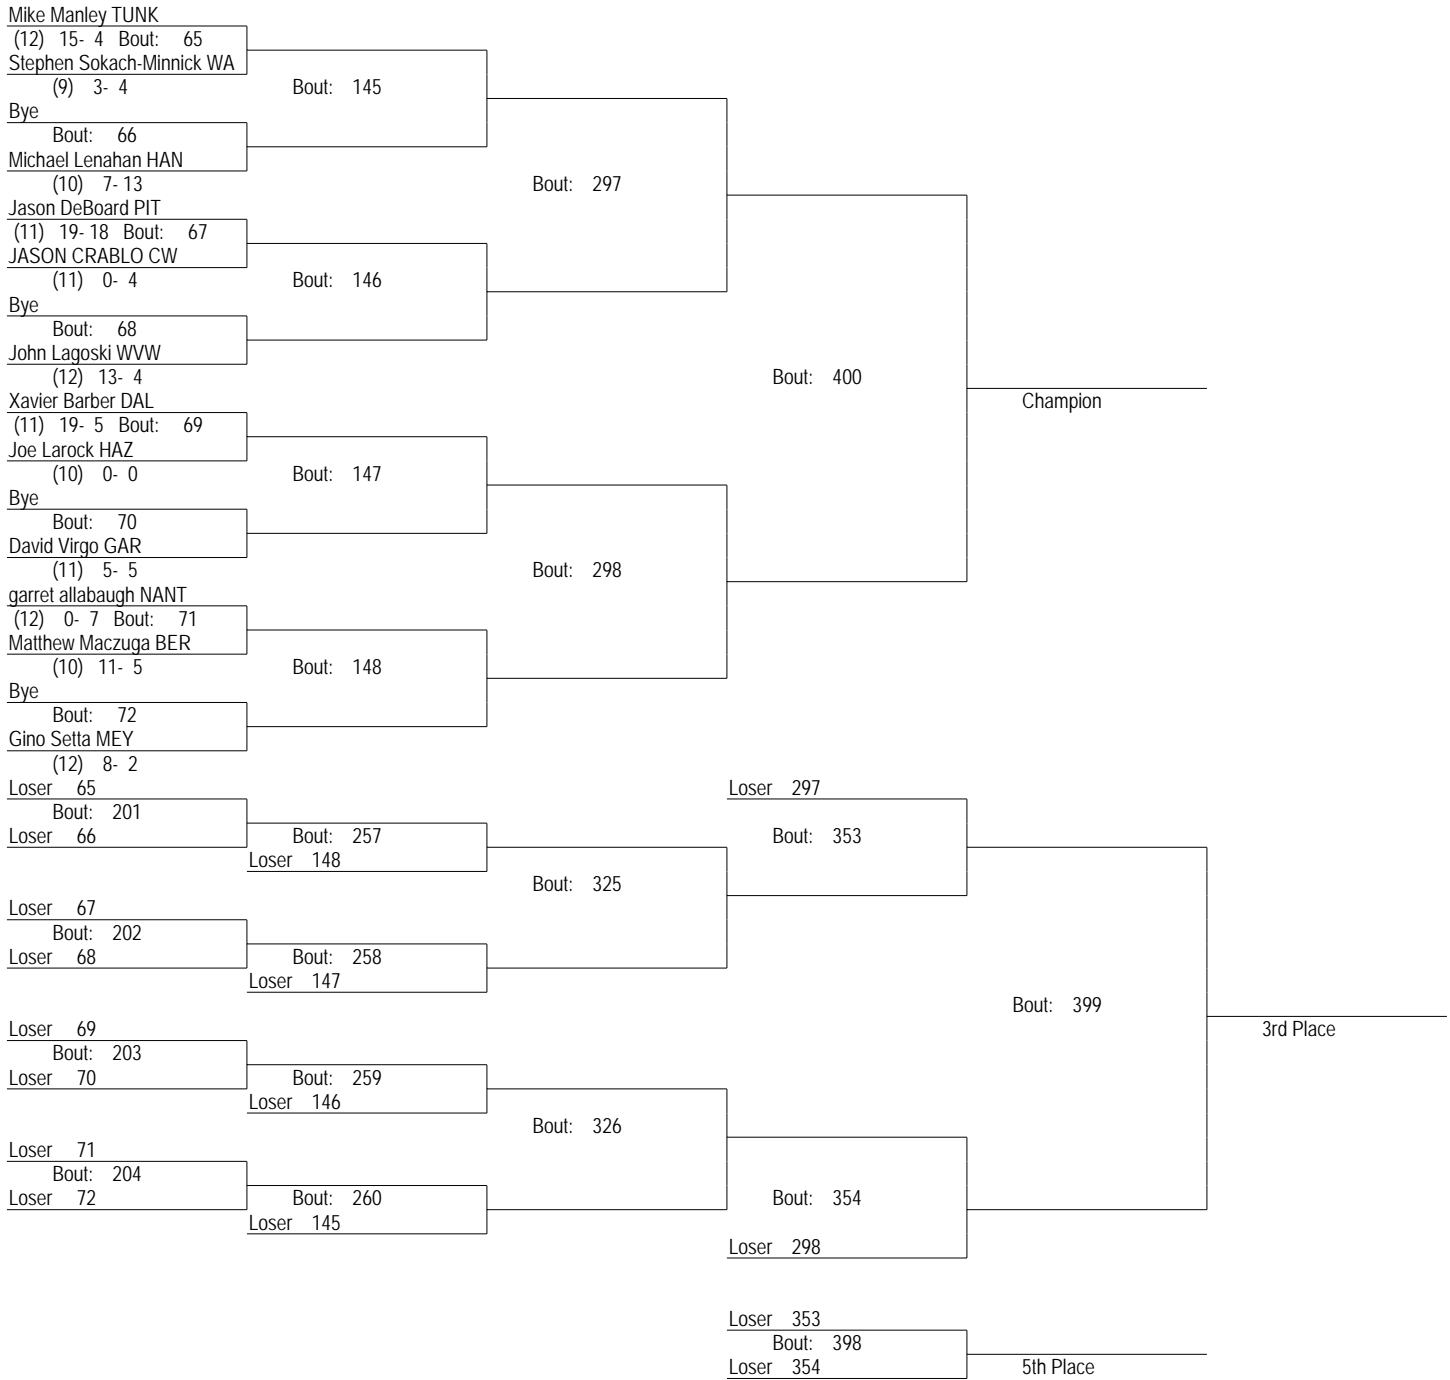 Mike Manley TUNK
(12) 15- 4 Bout: 65
Stephen Sokach-Minnick WA
(9) 3- 4 Bout: 145
Bye
Bout: 66
Michael Lenahan HAN
(10) 7- 13 Bout: 297
Jason DeBoard PIT
(11) 19- 18 Bout: 67
JASON CRABLO CW
(11) 0- 4 Bout: 146
Bye
Bout: 68
John Lagoski WVW
(12) 13- 4 Bout: 400
Xavier Barber DAL Champion
(11) 19- 5 Bout: 69
Joe Larock HAZ
(10) 0- 0 Bout: 147
Bye
Bout: 70
David Virgo GAR
(11) 5- 5 Bout: 298
garret allabaugh NANT
(12) 0- 7 Bout: 71
Matthew Maczuga BER
(10) 11- 5 Bout: 148
Bye
Bout: 72
Gino Setta MEY
(12) 8- 2
Loser 65 Loser 297
Bout: 201
Loser 66 Bout: 257 Bout: 353
Loser 148
Bout: 325
Loser 67
Bout: 202
Loser 68 Bout: 258
Loser 147
Bout: 399
Loser 69 3rd Place
Bout: 203
Loser 70 Bout: 259
Loser 146
Bout: 326
Loser 71
Bout: 204
Loser 72 Bout: 260 Bout: 354
Loser 145
Loser 298
Loser 353
Bout: 398
Loser 354 5th Place